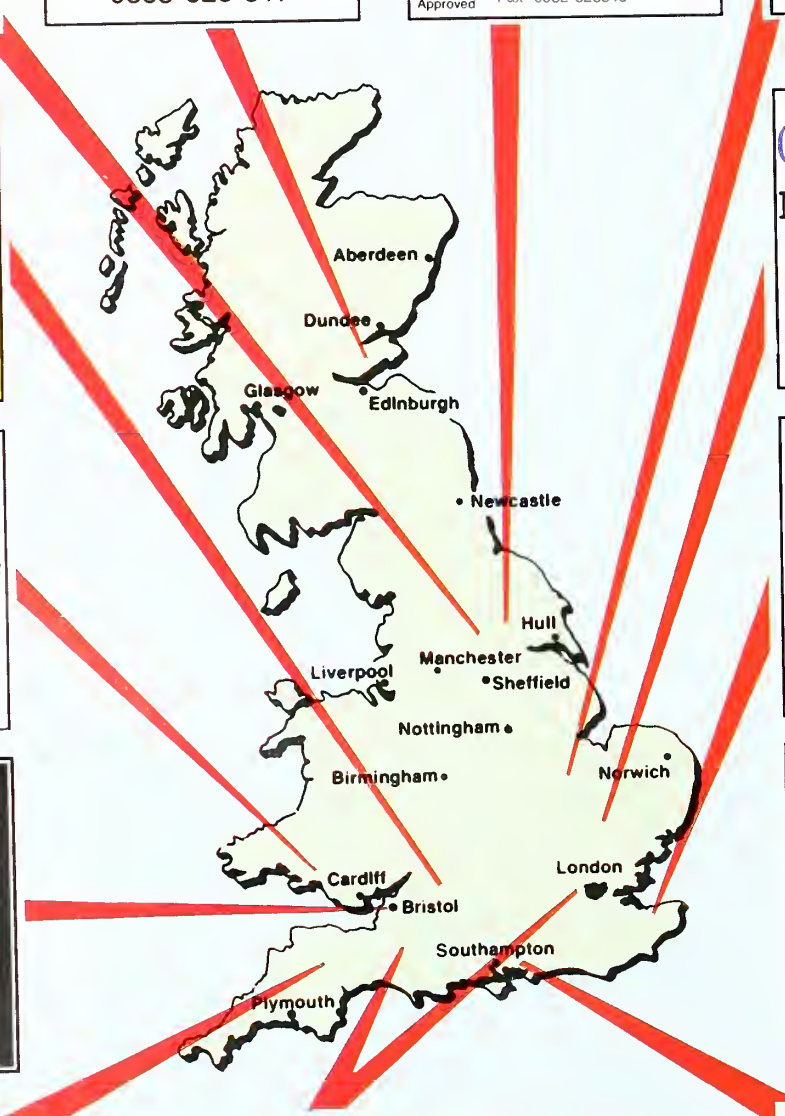 Approved
Aberdeen
Dundee
Glasgow
Edinburgh
Newcastle
Hull
Manchester
Liverpool
Sheffield
Nottingham
Norwich
Birmingham
London
Cardiff
Bristol
Southampton
Plymouth